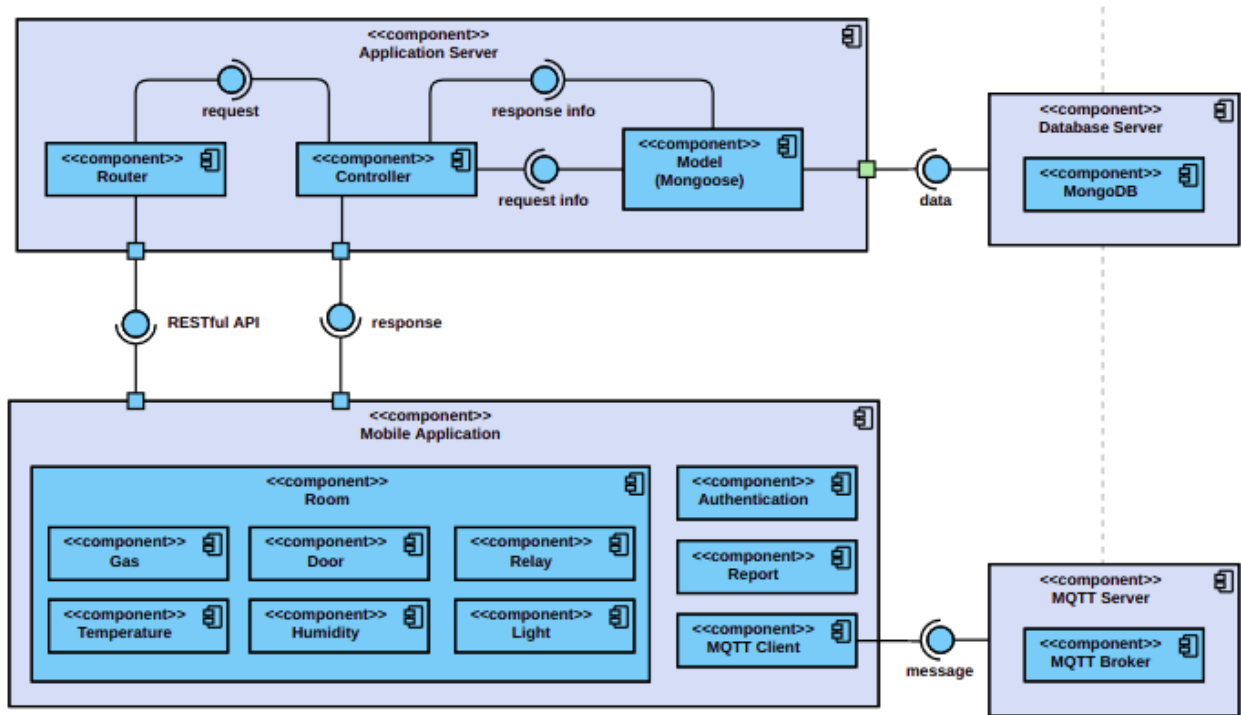 <<component>>
Application Server
request
response info
<<component>>
Router
<<component>>
Controller
request info
<<component>>
Model
(Mongoose)
data
<<component>>
Database Server
<<component>>
MongoDB
RESTful API
response
<<component>>
Mobile Application
<<component>>
Room
<<component>>
Gas
<<component>>
Door
<<component>>
Relay
<<component>>
Temperature
<<component>>
Humidity
<<component>>
Light
<<component>>
Authentication
<<component>>
Report
<<component>>
MQTT Client
message
<<component>>
MQTT Server
<<component>>
MQTT Broker